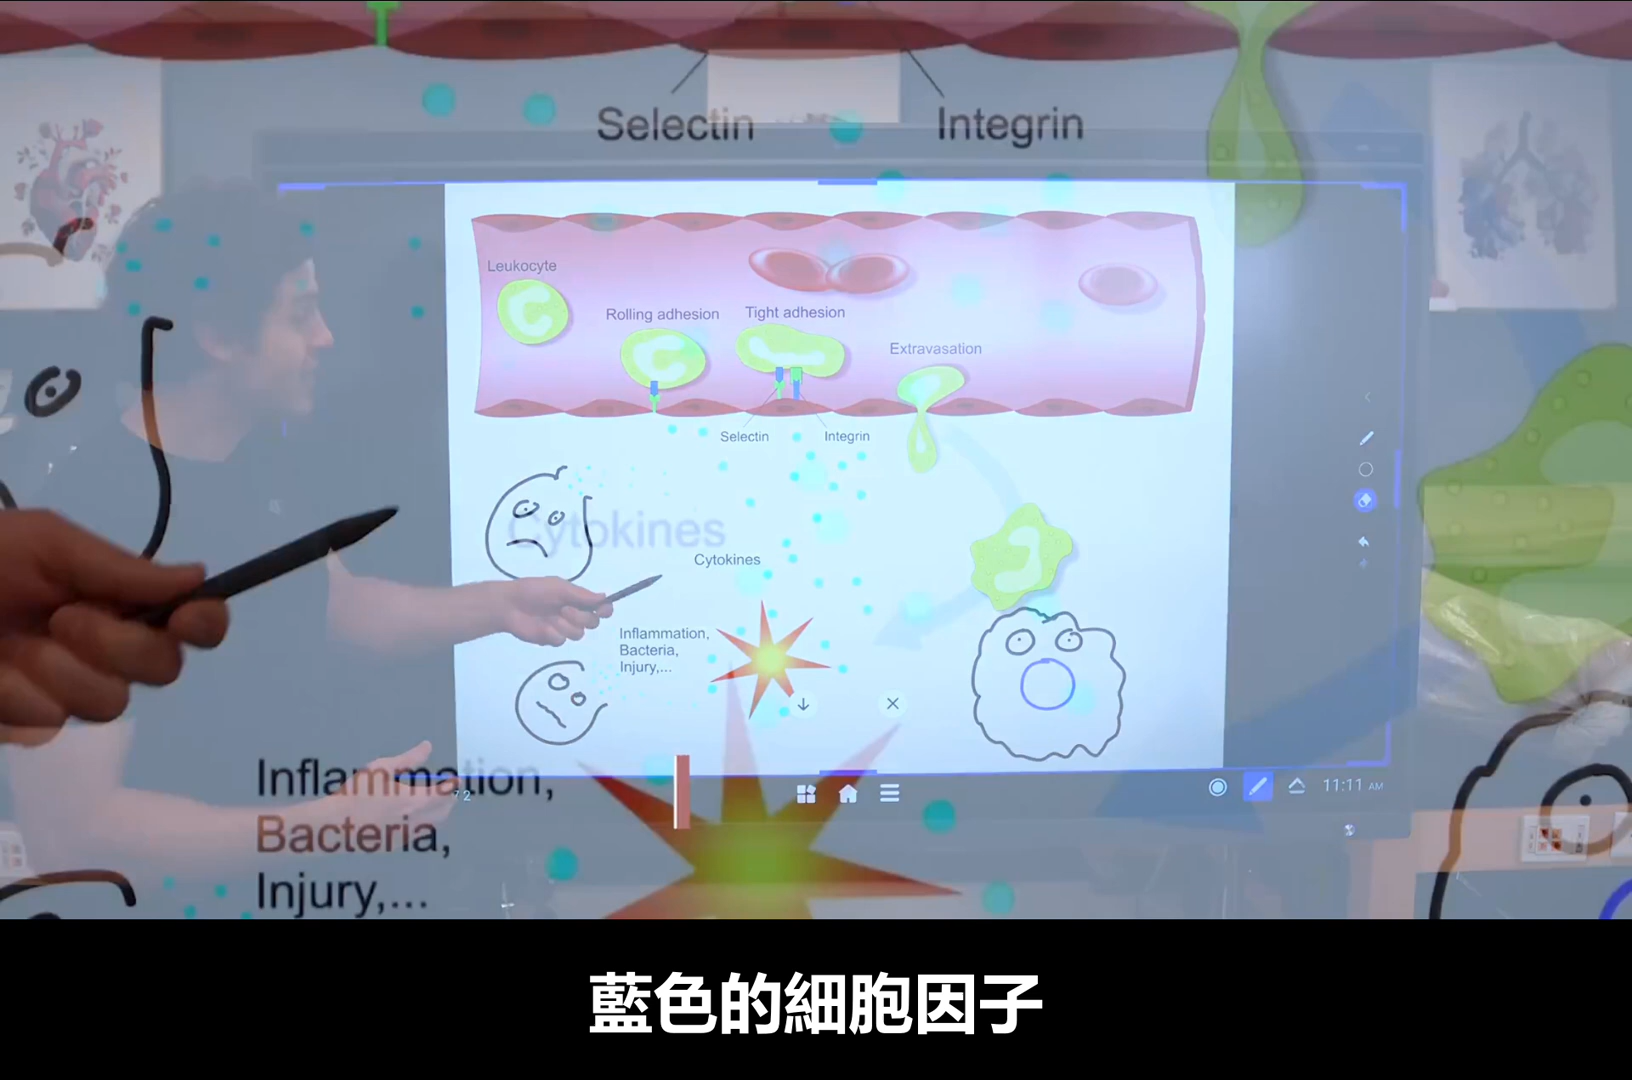 Selectin
Integrin
Leukocyte
Rolling adhesion
Tight adhesion
Extravasation
Selectin
Integrin
Cytokines
Cytokines
Inflammation,
Bacteria,
Injury,...
Inflammation,
Bacteria,
Injury,...
11:11 AM
藍色的細胞因子